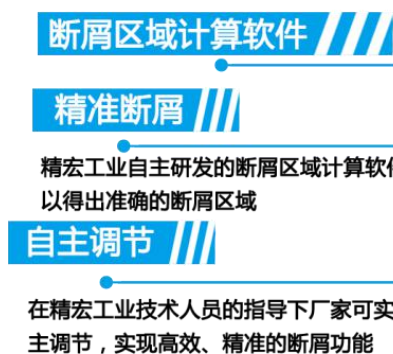 断屑区域计算软件
精准断屑
精宏工业自主研发的断屑区域计算软
以得出准确的断屑区域
自主调节
在精宏工业技术人员的指导下厂家可实
主调节，实现高效、精准的断屑功能